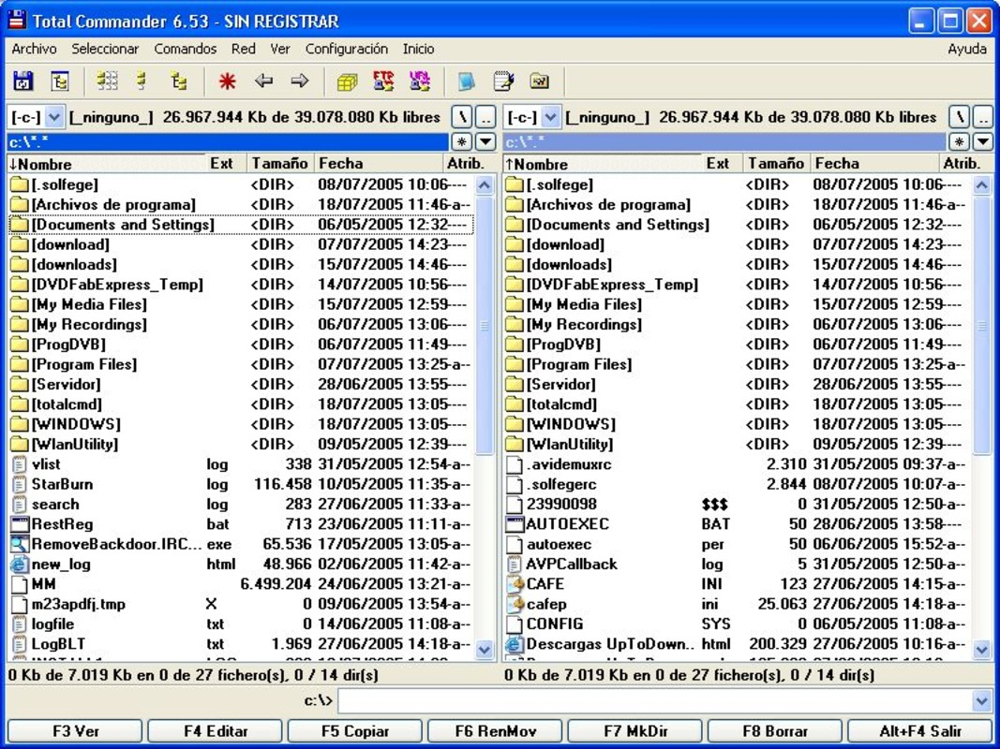 Total Commander 6.53 - SIN REGISTRAR
Archivo Seleccionar Comandos Red Ver Configuración Inicio Ayuda
FTP URL
[-c-] [_ninguno_] 26.967.944 Kb de 39.078.080 Kb libres \ ..
c:\*.* * 
↓Nombre Ext Tamaño Fecha Atrib.
[.solfege] <DIR> 08/07/2005 10:06 ----
[Archivos de programa] <DIR> 18/07/2005 11:46 -a--
[Documents and Settings] <DIR> 06/05/2005 12:32 ----
[download] <DIR> 07/07/2005 14:23 ----
[downloads] <DIR> 15/07/2005 14:46 ----
[DVDFabExpress_Temp] <DIR> 14/07/2005 10:56 ----
[My Media Files] <DIR> 15/07/2005 12:59 ----
[My Recordings] <DIR> 06/07/2005 13:06 ----
[ProgDVB] <DIR> 06/07/2005 11:49 ----
[Program Files] <DIR> 07/07/2005 13:25 -a--
[Servidor] <DIR> 28/06/2005 13:55 ----
[totalcmd] <DIR> 18/07/2005 13:05 ----
[WINDOWS] <DIR> 18/07/2005 13:05 ----
[WlanUtility] <DIR> 09/05/2005 12:39 ----
vlist log 338 31/05/2005 12:54 -a--
StarBurn log 116.458 10/05/2005 11:35 -a--
search log 283 27/06/2005 11:33 -a--
RestReg bat 713 23/06/2005 11:11 -a--
RemoveBackdoor.IRC... exe 65.536 17/05/2005 13:05 -a--
new_log html 48.966 02/06/2005 11:42 -a--
MM 6.499.204 24/06/2005 13:21 -a--
m23apdfj.tmp X 0 09/06/2005 13:54 -a--
logfile txt 0 14/06/2005 11:08 -a--
LogBLT txt 1.969 27/06/2005 14:18 -a--
0 Kb de 7.019 Kb en 0 de 27 fichero(s), 0 / 14 dir(s)
[-c-] [_ninguno_] 26.967.944 Kb de 39.078.080 Kb libres \ ..
c:\*.* *
↑Nombre Ext Tamaño Fecha Atrib.
[.solfege] <DIR> 08/07/2005 10:06 ----
[Archivos de programa] <DIR> 18/07/2005 11:46 -a--
[Documents and Settings] <DIR> 06/05/2005 12:32 ----
[download] <DIR> 07/07/2005 14:23 ----
[downloads] <DIR> 15/07/2005 14:46 ----
[DVDFabExpress_Temp] <DIR> 14/07/2005 10:56 ----
[My Media Files] <DIR> 15/07/2005 12:59 ----
[My Recordings] <DIR> 06/07/2005 13:06 ----
[ProgDVB] <DIR> 06/07/2005 11:49 ----
[Program Files] <DIR> 07/07/2005 13:25 -a--
[Servidor] <DIR> 28/06/2005 13:55 ----
[totalcmd] <DIR> 18/07/2005 13:05 ----
[WINDOWS] <DIR> 18/07/2005 13:05 ----
[WlanUtility] <DIR> 09/05/2005 12:39 ----
.avidemuxrc 2.310 31/05/2005 09:37 -a--
.solfegerc 2.844 08/07/2005 10:07 -a--
23990098 $$$ 0 31/05/2005 12:50 -a--
AUTOEXEC BAT 50 28/06/2005 13:58 ----
autoexec per 50 06/06/2005 15:52 -a--
AVPCallback log 5 31/05/2005 12:50 -a--
CAFE INI 123 27/06/2005 14:15 -a--
cafep ini 25.063 27/06/2005 14:18 -a--
CONFIG SYS 0 06/05/2005 11:08 -a--
Descargas UpToDown.. html 200.329 27/06/2005 10:16 -a--
0 Kb de 7.019 Kb en 0 de 27 fichero(s), 0 / 14 dir(s)
c:\>
F3 Ver F4 Editar F5 Copiar F6 RenMov F7 MkDir F8 Borrar Alt+F4 Salir